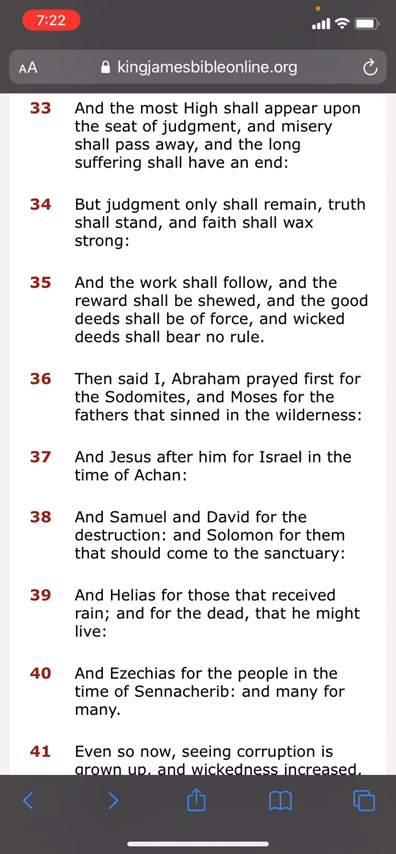 7:22
AA kingjamesbibleonline.org
33 And the most High shall appear upon
the seat of judgment, and misery
shall pass away, and the long
suffering shall have an end:
34 But judgment only shall remain, truth
shall stand, and faith shall wax
strong:
35 And the work shall follow, and the
reward shall be shewed, and the good
deeds shall be of force, and wicked
deeds shall bear no rule.
36 Then said I, Abraham prayed first for
the Sodomites, and Moses for the
fathers that sinned in the wilderness:
37 And Jesus after him for Israel in the
time of Achan:
38 And Samuel and David for the
destruction: and Solomon for them
that should come to the sanctuary:
39 And Helias for those that received
rain; and for the dead, that he might
live:
40 And Ezechias for the people in the
time of Sennacherib: and many for
many.
41 Even so now, seeing corruption is
grown up, and wickedness increased,